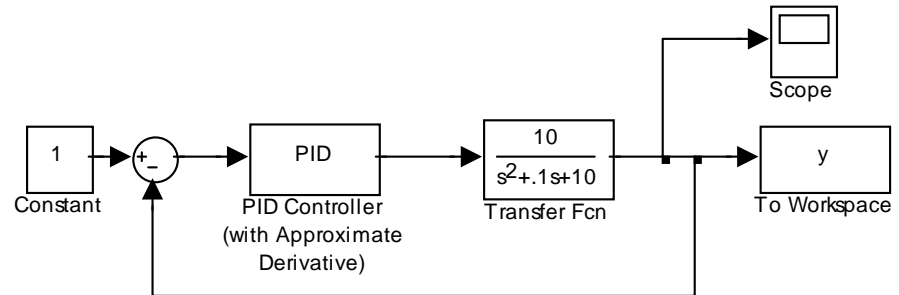 Scope
1
+
−
PID
10
s2+.1s+10
y
Constant
PID Controller
(with Approximate
Derivative)
Transfer Fcn
To Workspace